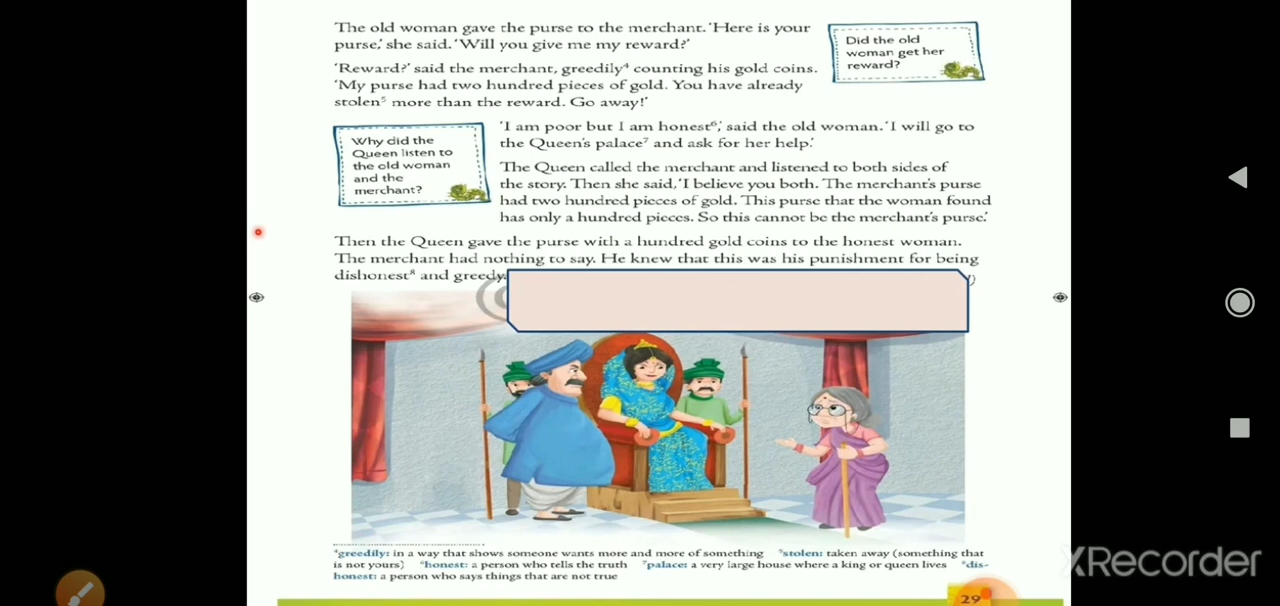 The old woman gave the purse to the merchant. ‘Here is your
purse,’ she said. ‘Will you give me my reward?’
Did the old
woman get her
reward?
‘Reward?’ said the merchant, greedily⁴ counting his gold coins.
‘My purse had two hundred pieces of gold. You have already
stolen⁵ more than the reward. Go away!’
Why did the
Queen listen to
the old woman
and the
merchant?
‘I am poor but I am honest⁶,’ said the old woman. ‘I will go to
the Queen’s palace⁷ and ask for her help.’
The Queen called the merchant and listened to both sides of
the story. Then she said, ‘I believe you both. The merchant’s purse
had two hundred pieces of gold. This purse that the woman found
has only a hundred pieces. So this cannot be the merchant’s purse.’
Then the Queen gave the purse with a hundred gold coins to the honest woman.
The merchant had nothing to say. He knew that this was his punishment for being
dishonest⁸ and greedy.
⁴greedily: in a way that shows someone wants more and more of something ⁵stolen: taken away (something that
is not yours) ⁶honest: a person who tells the truth ⁷palace: a very large house where a king or queen lives ⁸dis-
honest: a person who says things that are not true
29
XRecorder